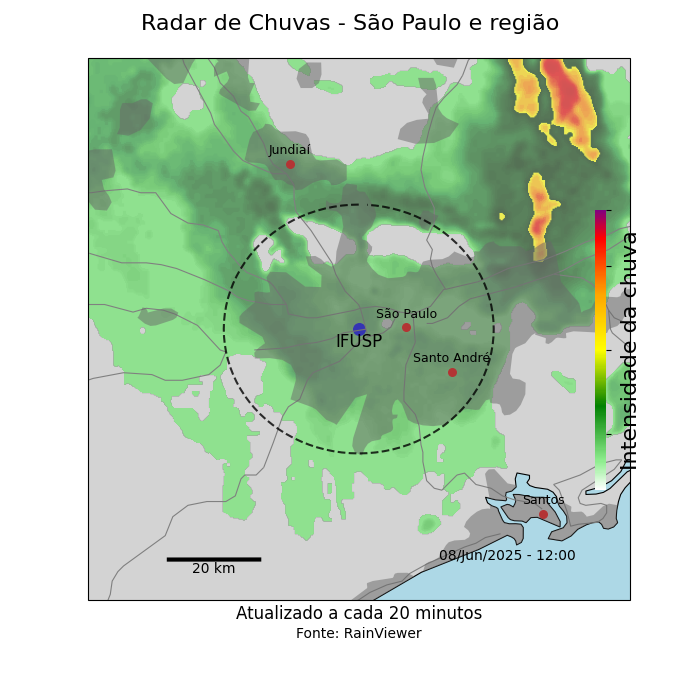 Radar de Chuvas - São Paulo e região
Jundiaí
São Paulo
IFUSP
Santo André
Intensidade da chuva
Santos
08/Jun/2025 - 12:00
20 km
Atualizado a cada 20 minutos
Fonte: RainViewer